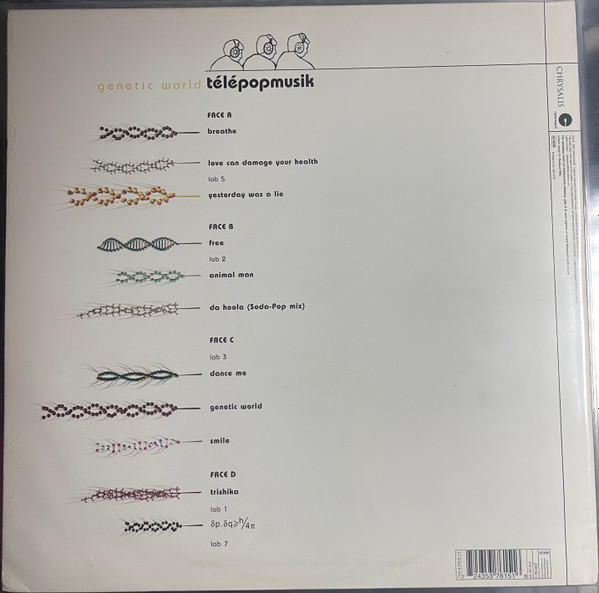 genetic world télépopmusik
FACE A
breathe
love can damage your health
lab 5
yesterday was a lie
FACE B
free
lab 2
animal man
da hoola (Soda-Pop mix)
FACE C
lab 3
dance me
genetic world
smile
FACE D
trishika
lab 1
δp.δq≥h/4π
lab 7
CHRYSALIS
24353"76151